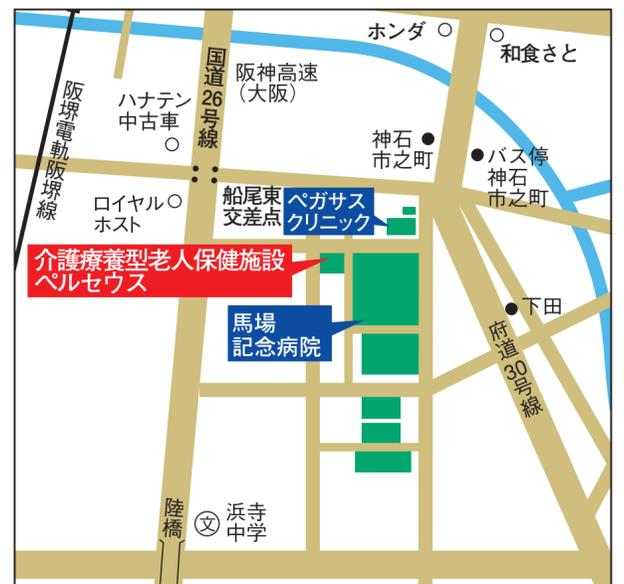 ホンダ
和食さと
国道26号線
阪神高速
（大阪）
阪堺電軌阪堺線
ハナテン
中古車
神石
市之町
バス停
神石
市之町
ロイヤル
ホスト
船尾東
交差点
ペガサス
クリニック
介護療養型老人保健施設
ペルセウス
馬場
記念病院
下田
府道30号線
陸橋
文
浜寺
中学